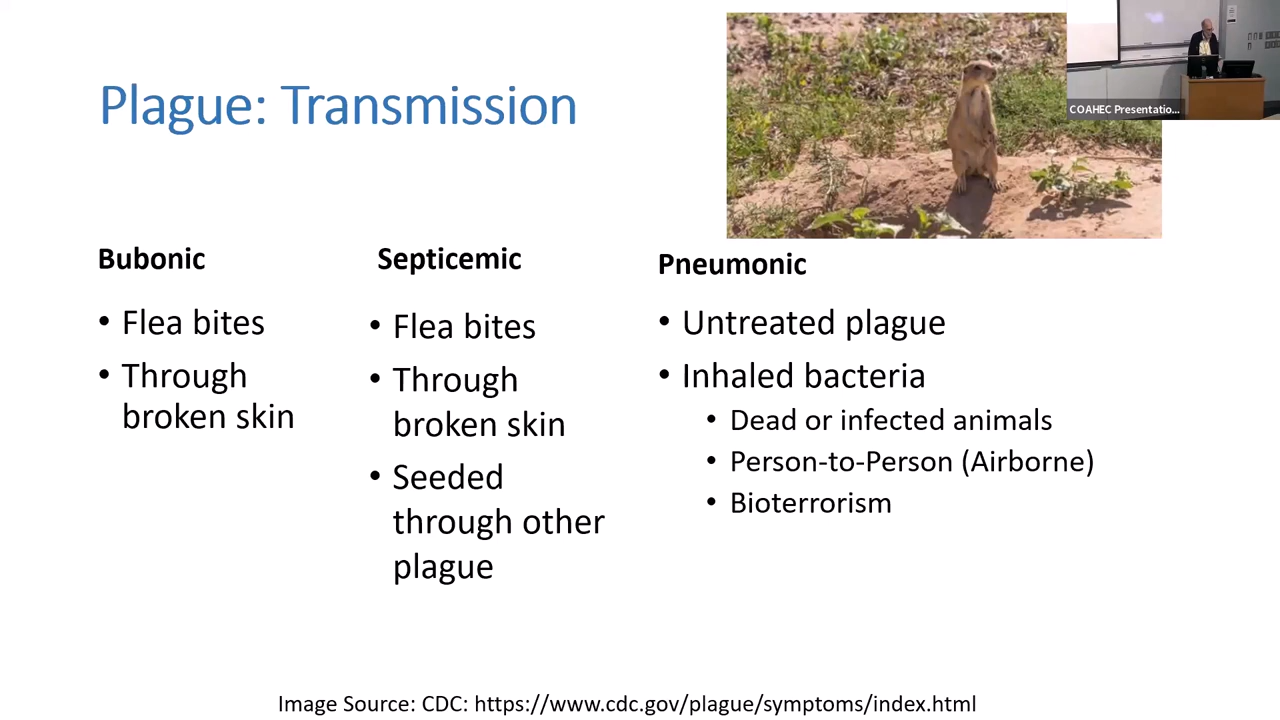 Plague: Transmission
COAHEC Presentatio...
Bubonic
• Flea bites
• Through
broken skin
Septicemic
• Flea bites
• Through
broken skin
• Seeded
through other
plague
Pneumonic
• Untreated plague
• Inhaled bacteria
• Dead or infected animals
• Person-to-Person (Airborne)
• Bioterrorism
Image Source: CDC: https://www.cdc.gov/plague/symptoms/index.html